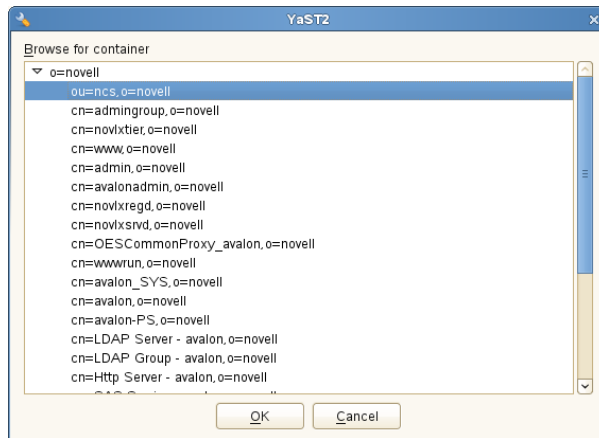 YaST2
Browse for container
o=novell
ou=ncs,o=novell
cn=admingroup,o=novell
cn=novlxtier,o=novell
cn=www,o=novell
cn=admin,o=novell
cn=avalonadmin,o=novell
cn=novlxregd,o=novell
cn=novlxsrvd,o=novell
cn=OESCommonProxy_avalon,o=novell
cn=wwwrun,o=novell
cn=avalon_SYS,o=novell
cn=avalon,o=novell
cn=avalon-PS,o=novell
cn=LDAP Server - avalon,o=novell
cn=LDAP Group - avalon,o=novell
cn=Http Server - avalon,o=novell
OK Cancel